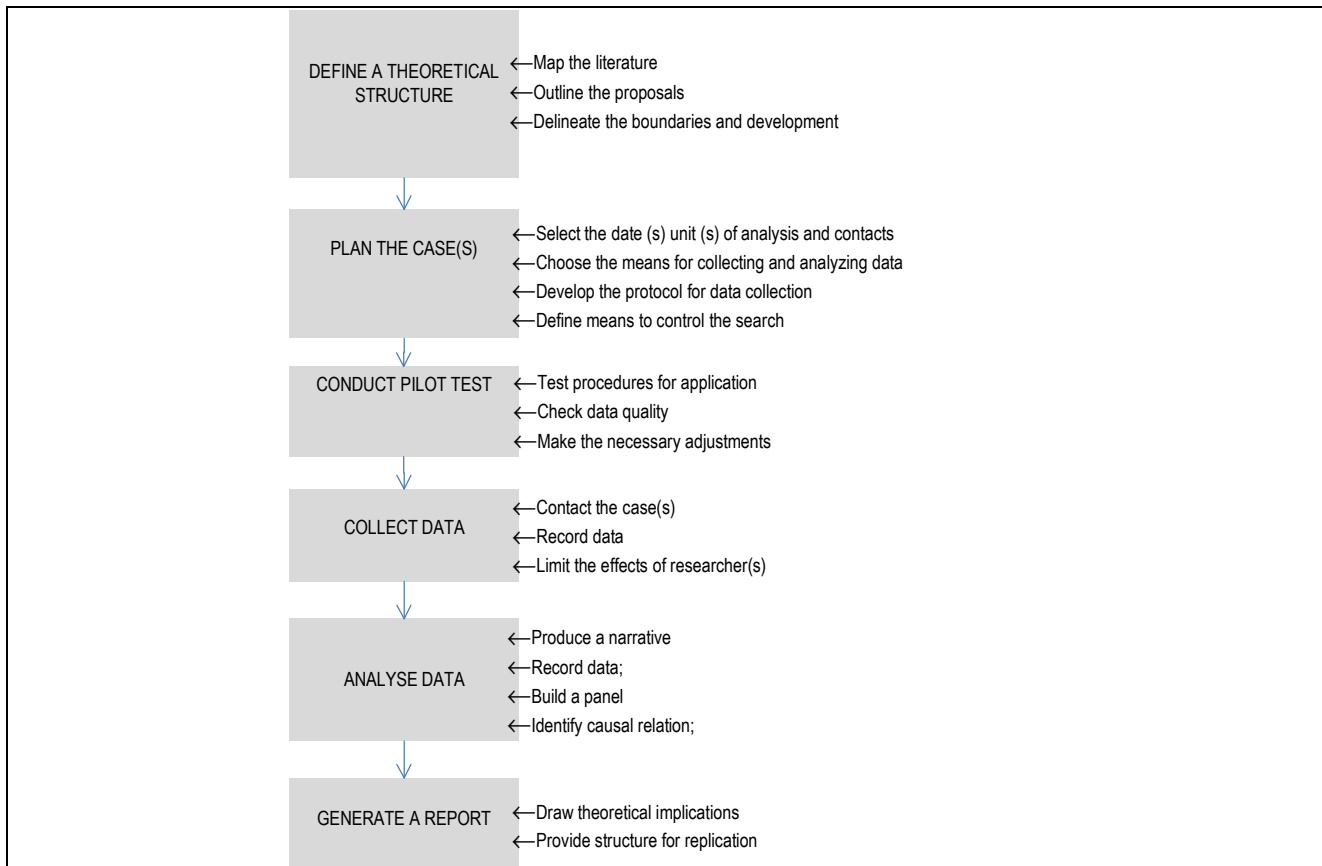 DEFINE A THEORETICAL
STRUCTURE
←Map the literature
←Outline the proposals
←Delineate the boundaries and development
PLAN THE CASE(S)
←Select the date (s) unit (s) of analysis and contacts
←Choose the means for collecting and analyzing data
←Develop the protocol for data collection
←Define means to control the search
CONDUCT PILOT TEST
←Test procedures for application
←Check data quality
←Make the necessary adjustments
COLLECT DATA
←Contact the case(s)
←Record data
←Limit the effects of researcher(s)
ANALYSE DATA
←Produce a narrative
←Record data;
←Build a panel
←Identify causal relation;
GENERATE A REPORT
←Draw theoretical implications
←Provide structure for replication